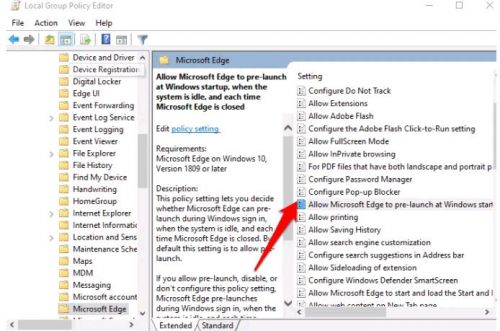 Local Group Policy Editor
File Action View Help
Device and Driver
Device Registration
Digital Locker
Edge UI
Event Forwarding
Event Log Service
Event Logging
Event Viewer
File Explorer
File History
Find My Device
Handwriting
HomeGroup
Internet Explorer
Internet Informatio
Location and Sens
Maintenance Sche
Maps
MDM
Messaging
Microsoft account
Microsoft Edge
Microsoft Edge
Allow Microsoft Edge to pre-launch
at Windows startup, when the
system is idle, and each time
Microsoft Edge is closed
Edit policy setting
Requirements:
Microsoft Edge on Windows 10,
Version 1809 or later
Description:
This policy setting lets you decide
whether Microsoft Edge can pre-
launch during Windows sign in,
when the system is idle, and each
time Microsoft Edge is closed. By
default this setting is to allow pre-
launch.
If you allow pre-launch, disable, or
don't configure this policy setting,
Microsoft Edge pre-launches
during Windows sign in, when the
system is idle, and each time
Setting
Configure Do Not Track
Allow Extensions
Allow Adobe Flash
Configure the Adobe Flash Click-to-Run setting
Allow FullScreen Mode
Allow InPrivate browsing
For PDF files that have both landscape and portrait p
Configure Password Manager
Configure Pop-up Blocker
Allow Microsoft Edge to pre-launch at Windows start
Allow printing
Allow Saving History
Allow search engine customization
Configure search suggestions in Address bar
Allow Sideloading of extension
Configure Windows Defender SmartScreen
Allow Microsoft Edge to start and load the Start and I
Allow web content on New Tab page
Extended Standard